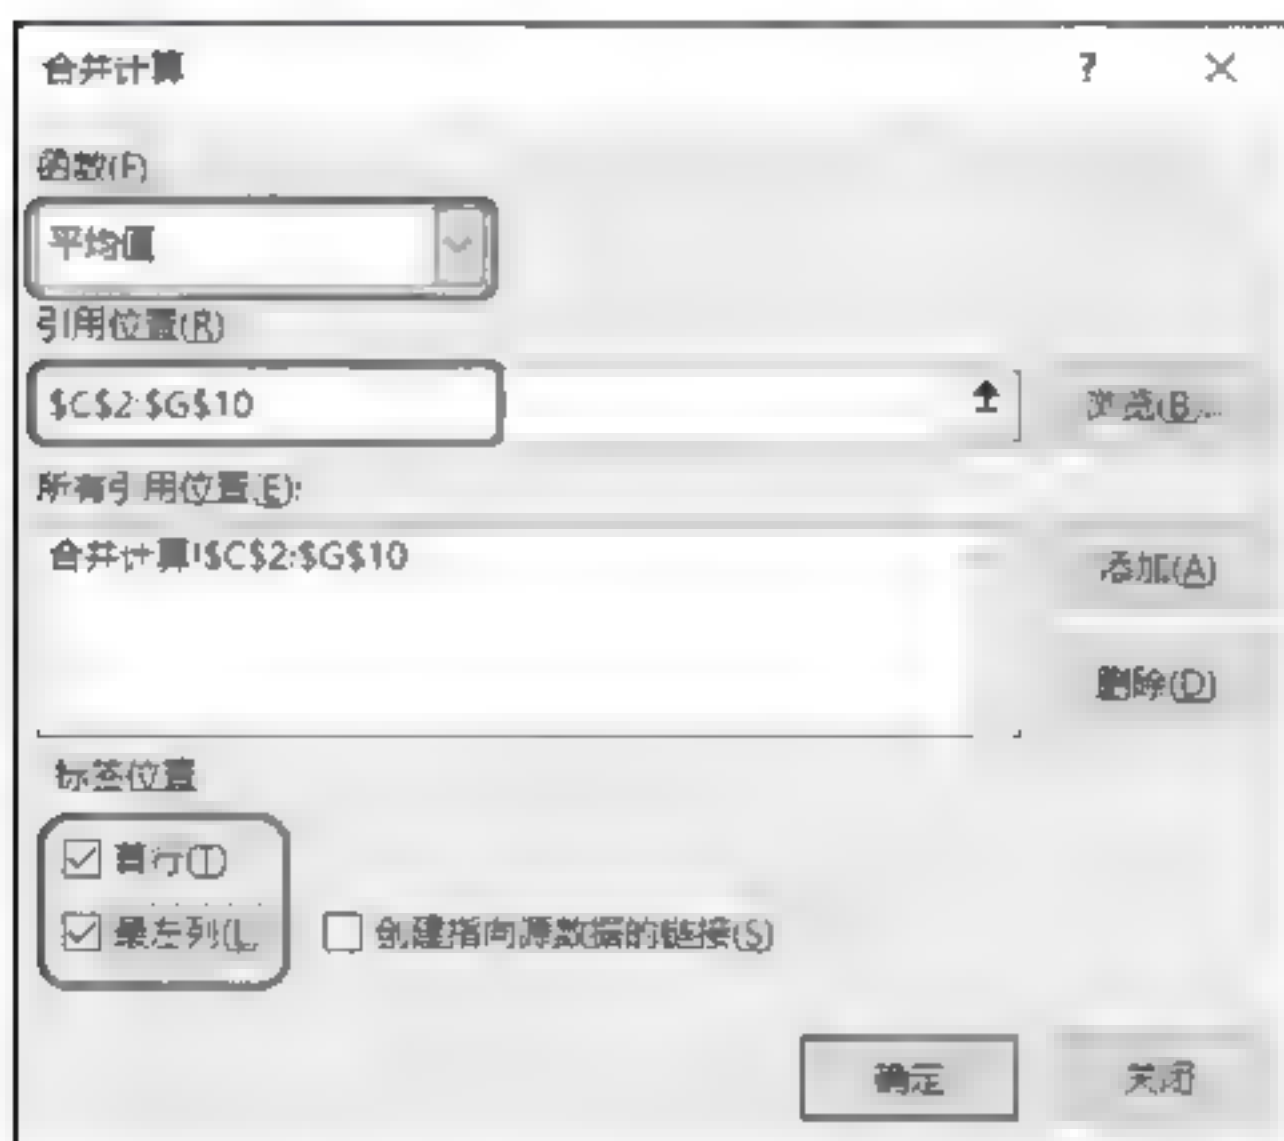 合并计算
?
函数(F)
平均值
引用位置(R)
$C$2:$G$10
浏览(B)...
所有引用位置(E):
合并计算!$C$2:$G$10
添加(A)
删除(D)
标签位置
首行(T)
最左列(L)
创建指向源数据的链接(S)
确定
关闭